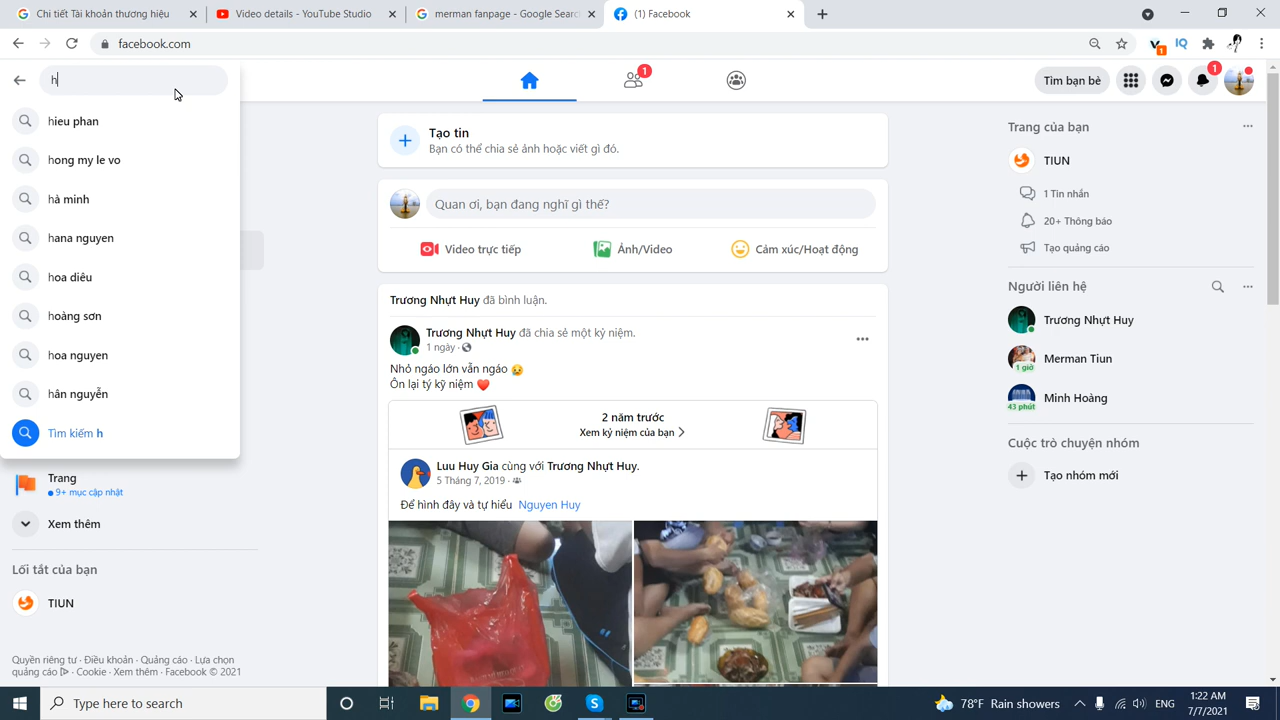 Chi tiết Tài khoản thương hiệu
Video details - YouTube Studio
merman fanpage - Google Searc
(1) Facebook
facebook.com
1
IQ
h
hieu phan
hong my le vo
hà minh
hana nguyen
hoa diêu
hoàng sơn
hoa nguyen
hân nguyễn
Tìm kiếm h
Trang
9+ mục cập nhật
Xem thêm
Lối tắt của bạn
TIUN
Quyền riêng tư · Điều khoản · Quảng cáo · Lựa chọn
quảng cáo · Cookie · Xem thêm · Facebook © 2021
1
Tìm bạn bè
1
Tạo tin
Bạn có thể chia sẻ ảnh hoặc viết gì đó.
Quan ơi, bạn đang nghĩ gì thế?
Video trực tiếp
Ảnh/Video
Cảm xúc/Hoạt động
Trương Nhựt Huy đã bình luận.
Trương Nhựt Huy đã chia sẻ một kỷ niệm.
1 ngày ·
Nhỏ ngáo lớn vẫn ngáo 😥
Ôn lại tý kỷ niệm ❤️
2 năm trước
Xem kỷ niệm của bạn
Luu Huy Gia cùng với Trương Nhựt Huy.
5 Tháng 7, 2019 ·
Để hình đây và tự hiểu Nguyen Huy
Trang của bạn
TIUN
1 Tin nhắn
20+ Thông báo
Tạo quảng cáo
Người liên hệ
Trương Nhựt Huy
Merman Tiun
1 giờ
Minh Hoàng
43 phút
Cuộc trò chuyện nhóm
Tạo nhóm mới
Type here to search
78°F Rain showers
ENG
1:22 AM
7/7/2021